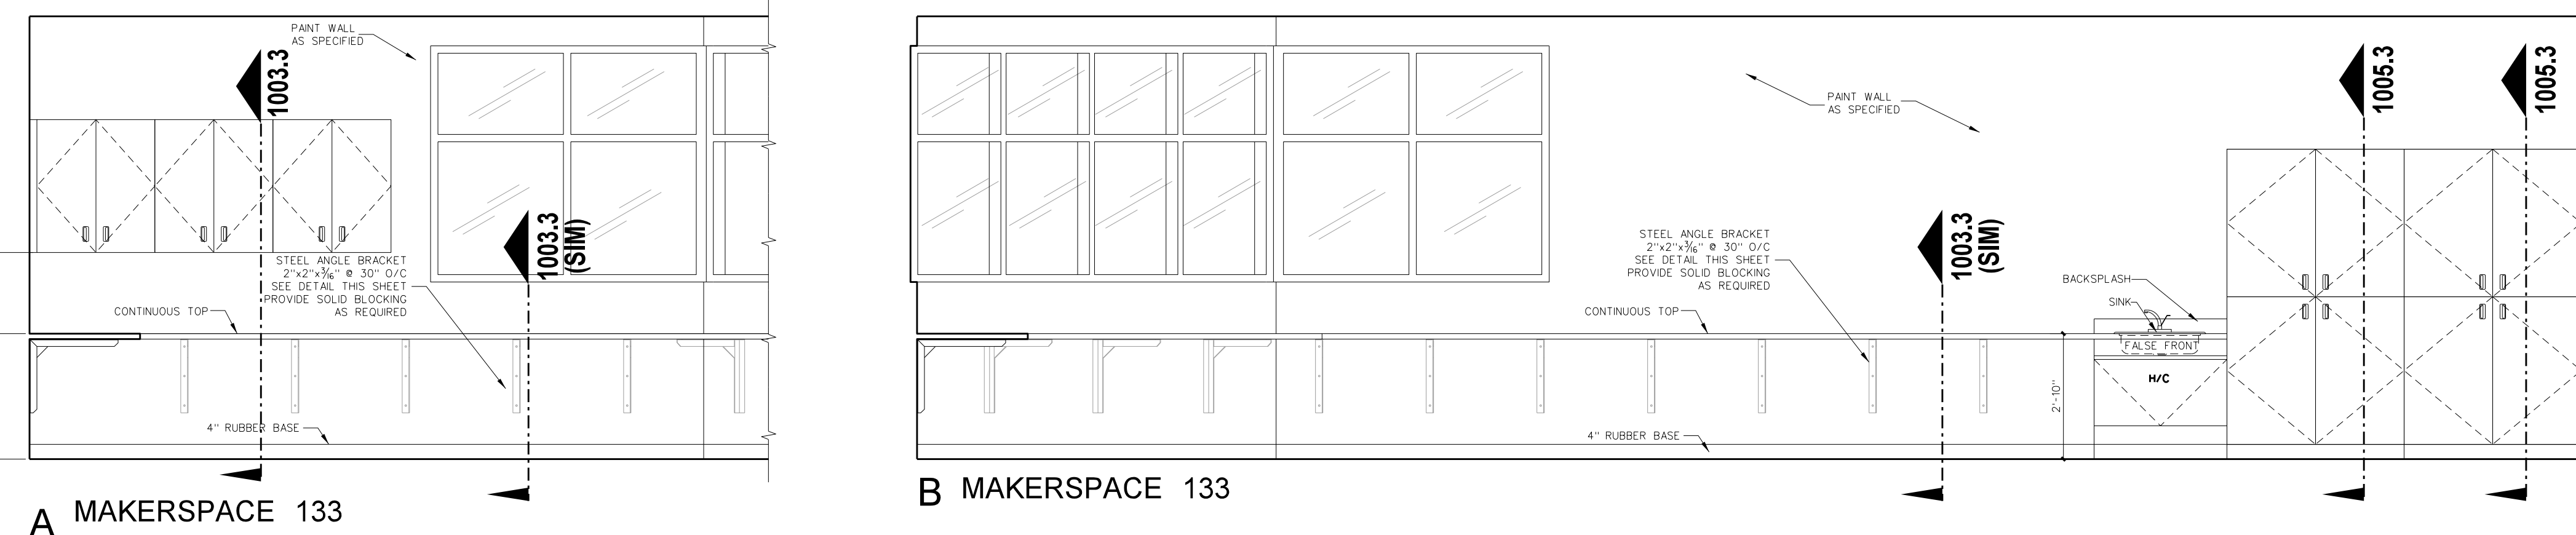 PAINT WALL
AS SPECIFIED
1003.3
1003.3
(SIM)
STEEL ANGLE BRACKET
2"x2"x3/16" @ 30" O/C
SEE DETAIL THIS SHEET
PROVIDE SOLID BLOCKING
AS REQUIRED
CONTINUOUS TOP
4" RUBBER BASE
A MAKERSPACE 133
PAINT WALL
AS SPECIFIED
1005.3
1005.3
STEEL ANGLE BRACKET
2"x2"x3/16" @ 30" O/C
SEE DETAIL THIS SHEET
PROVIDE SOLID BLOCKING
AS REQUIRED
1003.3
(SIM)
BACKSPLASH
SINK
CONTINUOUS TOP
FALSE FRONT
H/C
2'-10"
4" RUBBER BASE
B MAKERSPACE 133